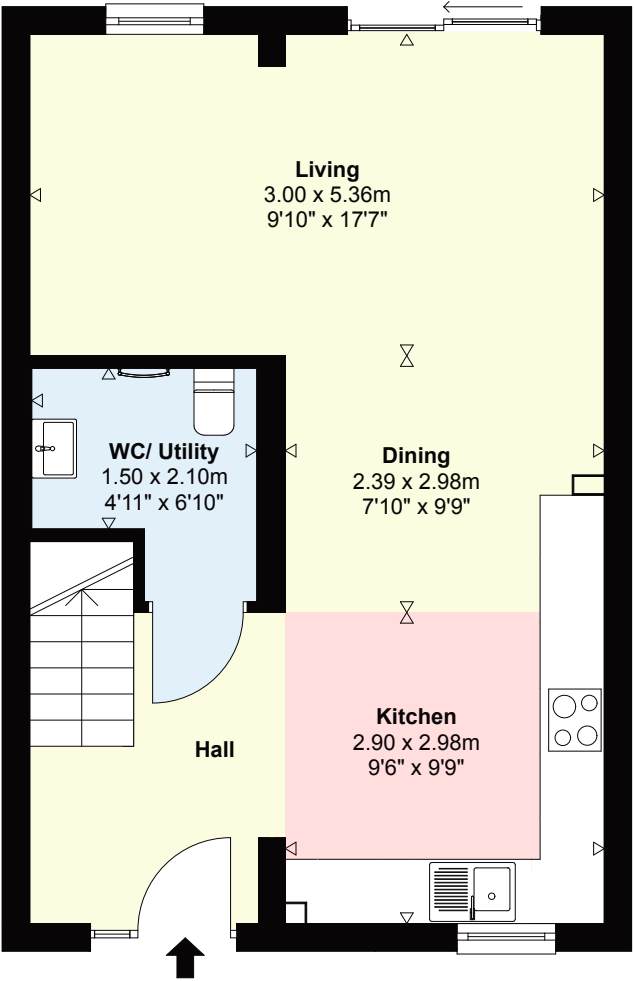 Living
3.00 x 5.36m
9'10" x 17'7"
WC/ Utility
1.50 x 2.10m
4'11" x 6'10"
Dining
2.39 x 2.98m
7'10" x 9'9"
Kitchen
2.90 x 2.98m
9'6" x 9'9"
Hall